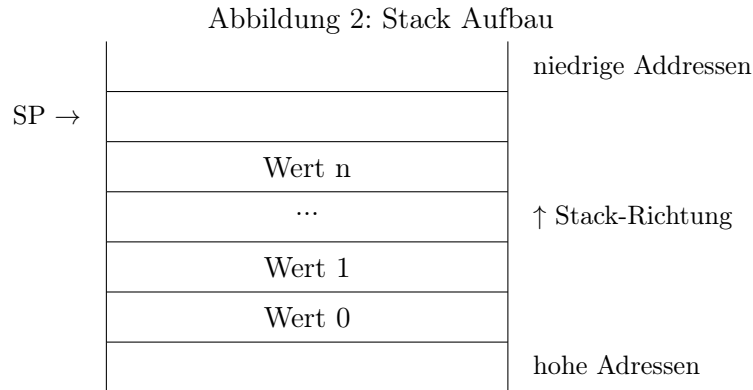 Abbildung 2: Stack Aufbau
niedrige Addressen
SP →
Wert n
...
↑ Stack-Richtung
Wert 1
Wert 0
hohe Adressen